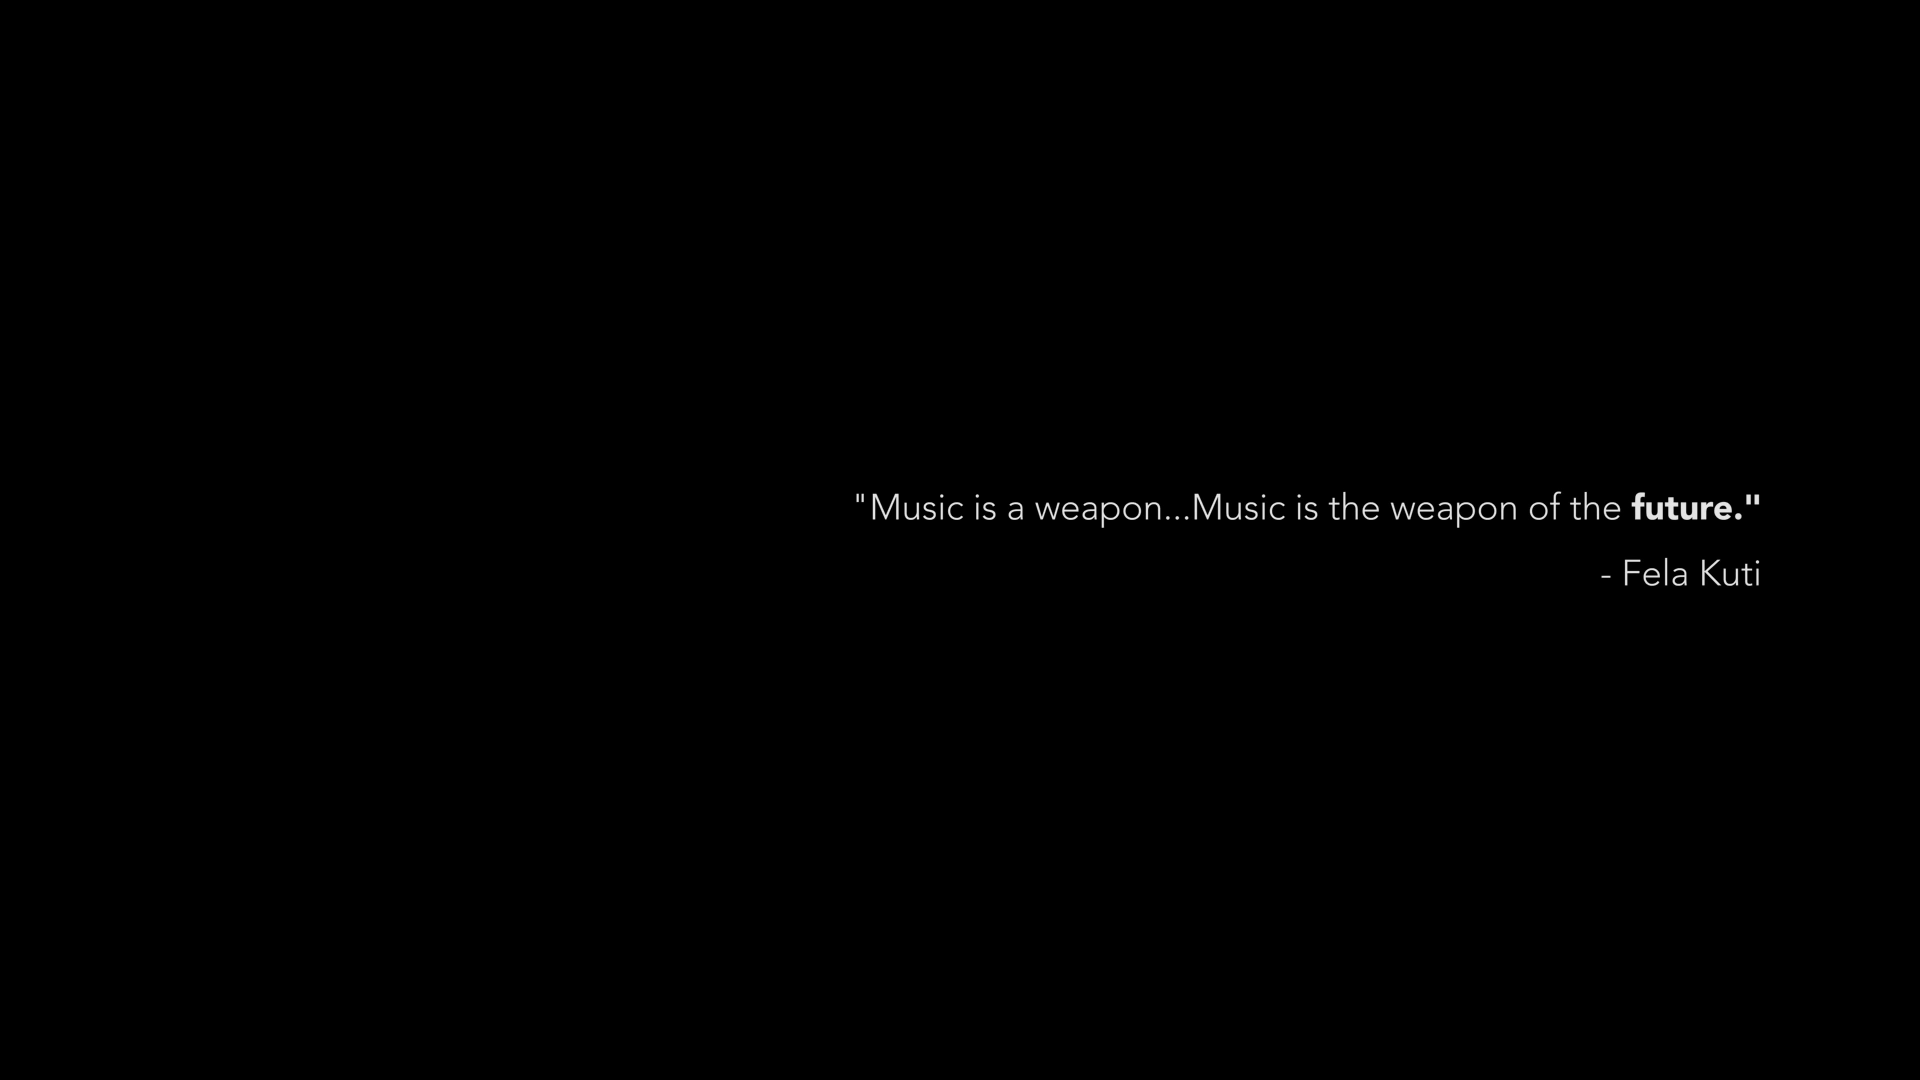 "Music is a weapon...Music is the weapon of the future."
- Fela Kuti